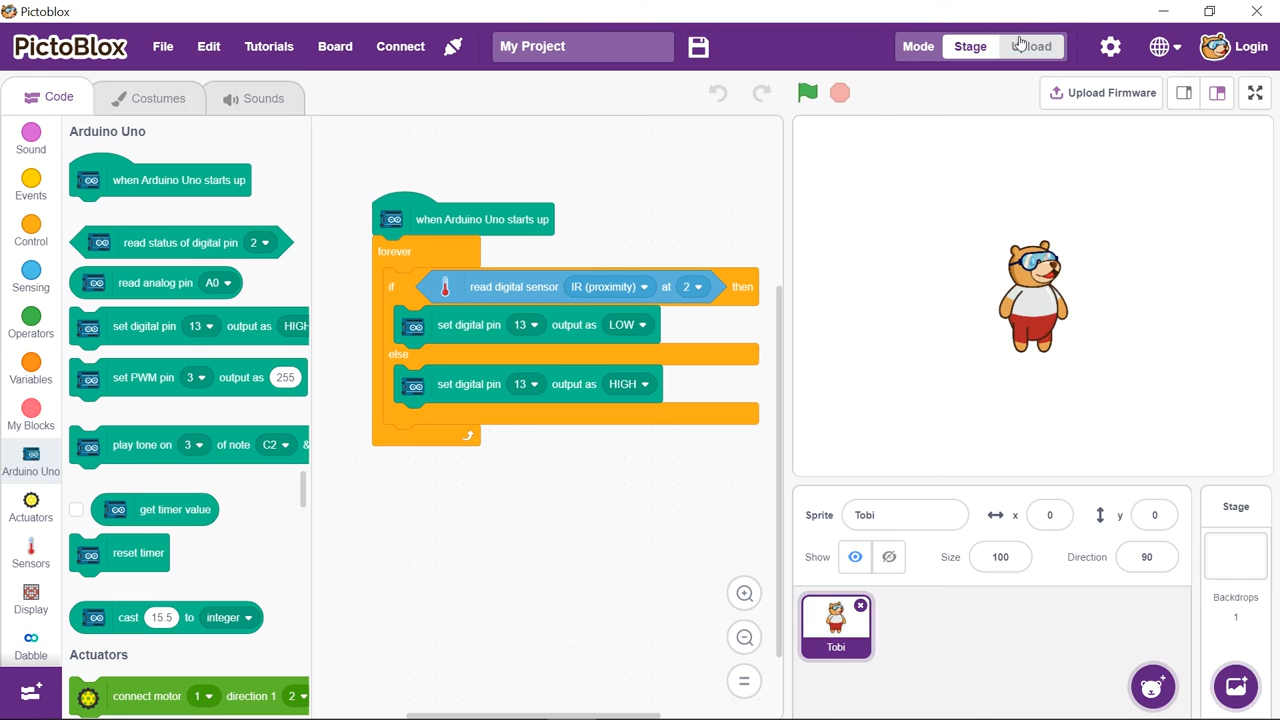 Pictoblox
PictoBlox File Edit Tutorials Board Connect My Project Mode Stage Upload Login
Code Costumes Sounds Upload Firmware
Sound
Events
Control
Sensing
Operators
Variables
My Blocks
Arduino Uno
Actuators
Sensors
Display
Dabble
Arduino Uno
when Arduino Uno starts up
read status of digital pin 2
read analog pin A0
set digital pin 13 output as HIGH
set PWM pin 3 output as 255
play tone on 3 of note C2 &
get timer value
reset timer
cast 15.5 to integer
Actuators
connect motor 1 direction 1 2
when Arduino Uno starts up
forever
if read digital sensor IR (proximity) at 2 then
set digital pin 13 output as LOW
else
set digital pin 13 output as HIGH
Sprite Tobi x 0 y 0
Show Size 100 Direction 90
Tobi
Stage
Backdrops
1